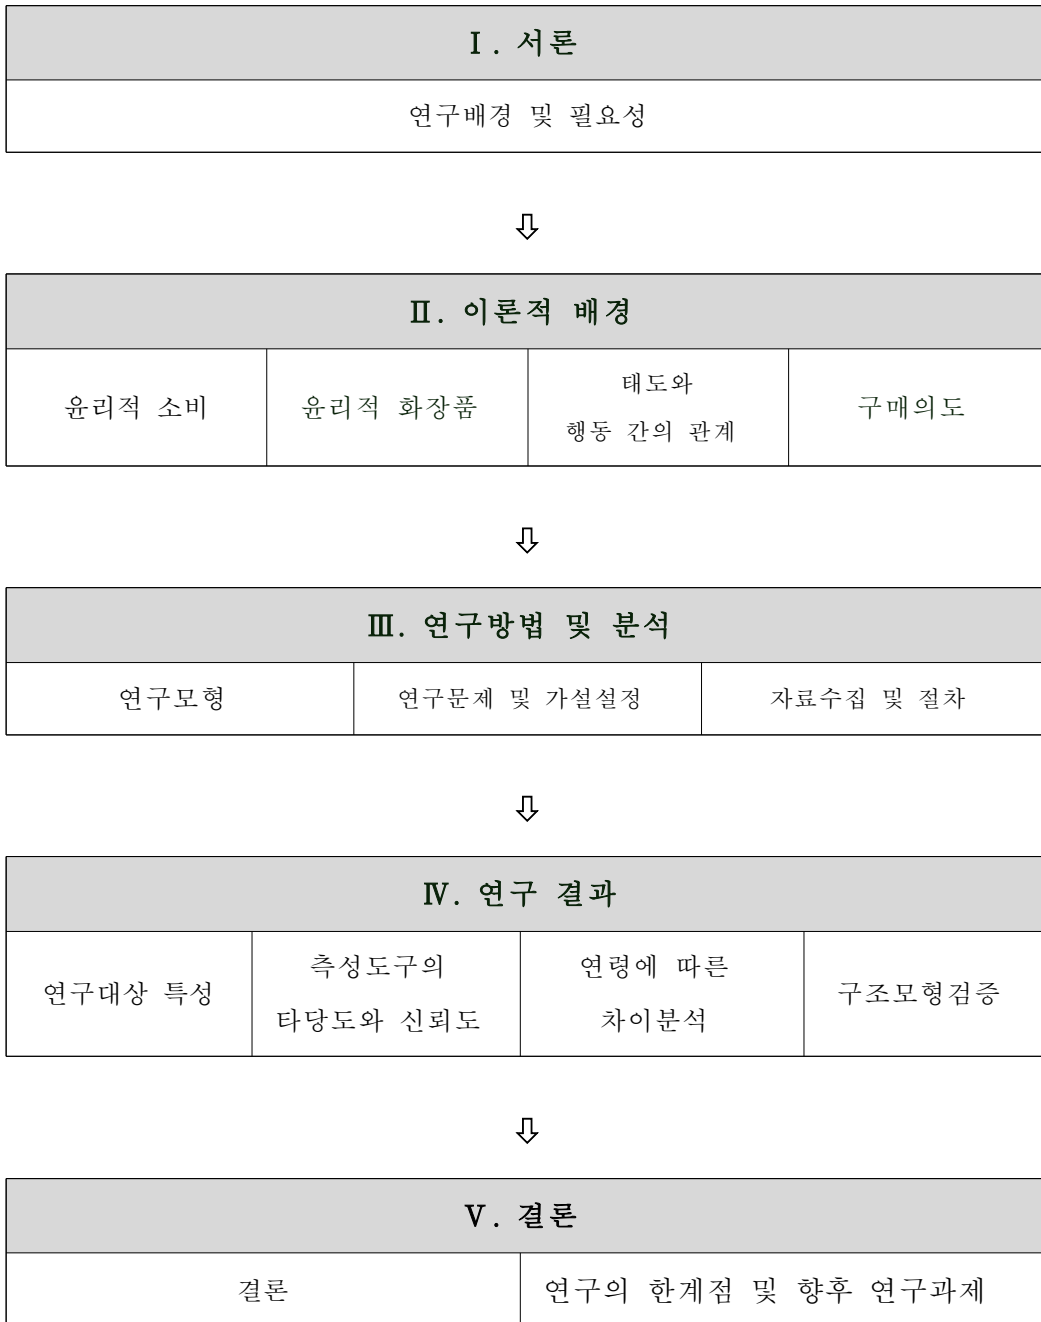 Ⅰ. 서론
연구배경 및 필요성
⇩
Ⅱ. 이론적 배경
윤리적 소비
윤리적 화장품
태도와
행동 간의 관계
구매의도
⇩
Ⅲ. 연구방법 및 분석
연구모형
연구문제 및 가설설정
자료수집 및 절차
⇩
Ⅳ. 연구 결과
연구대상 특성
측정도구의
타당도와 신뢰도
연령에 따른
차이분석
구조모형검증
⇩
Ⅴ. 결론
결론
연구의 한계점 및 향후 연구과제